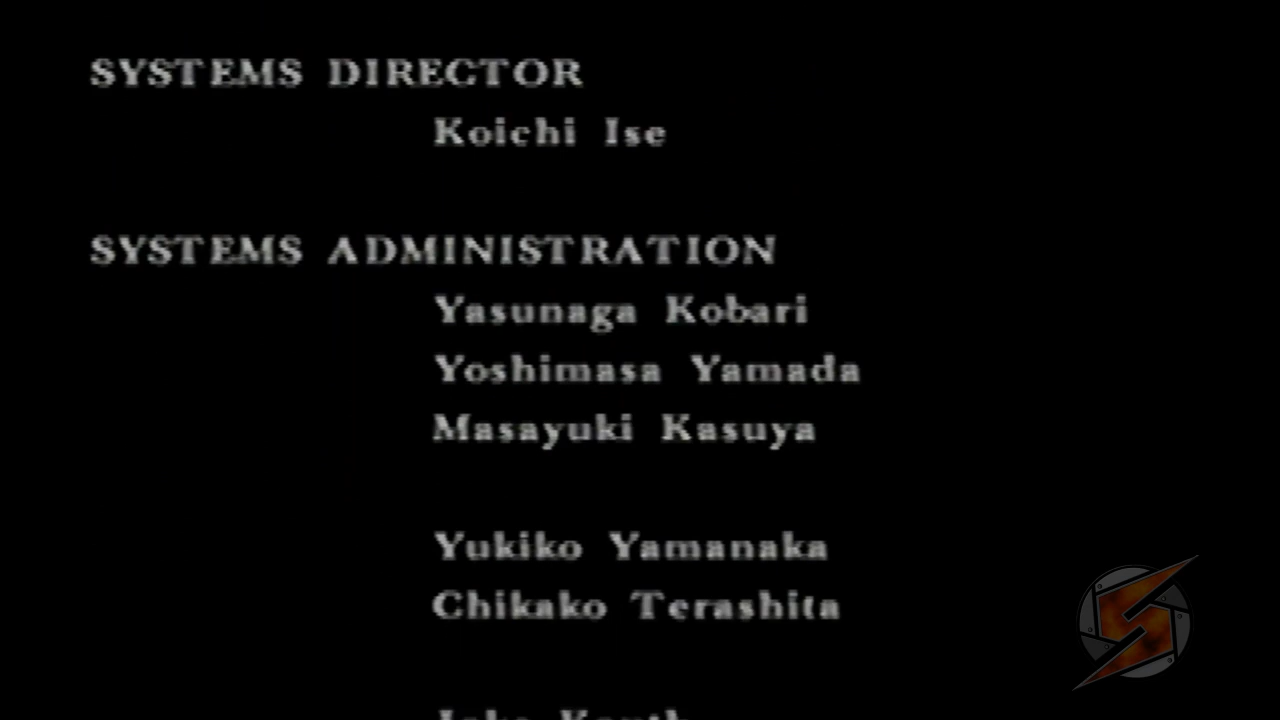 SYSTEMS DIRECTOR
Koichi Ise
SYSTEMS ADMINISTRATION
Yasunaga Kobari
Yoshimasa Yamada
Masayuki Kasuya
Yukiko Yamanaka
Chikako Terashita